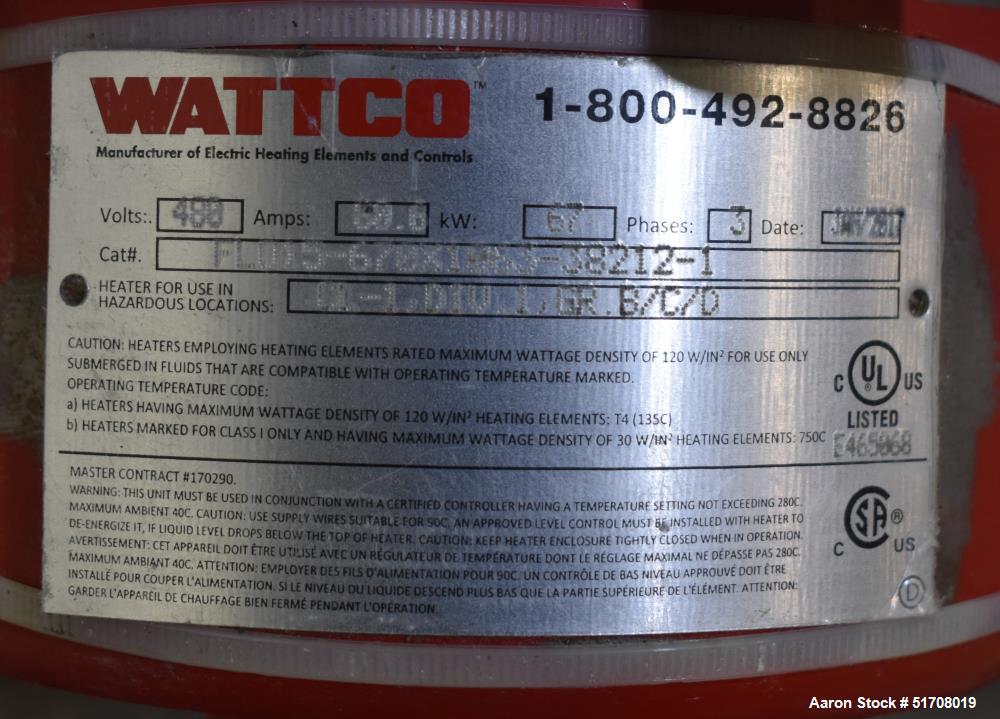 WATTCO™ 1-800-492-8826
Manufacturer of Electric Heating Elements and Controls
Volts:. 480 Amps: kW: 67 Phases: 3 Date: JAN/2017
Cat#.
HEATER FOR USE IN
HAZARDOUS LOCATIONS: CL-1.DIV.1,GR.B/C/D
CAUTION: HEATERS EMPLOYING HEATING ELEMENTS RATED MAXIMUM WATTAGE DENSITY OF 120 W/IN² FOR USE ONLY
SUBMERGED IN FLUIDS THAT ARE COMPATIBLE WITH OPERATING TEMPERATURE MARKED.
OPERATING TEMPERATURE CODE:
a) HEATERS HAVING MAXIMUM WATTAGE DENSITY OF 120 W/IN² HEATING ELEMENTS: T4 (135C)
b) HEATERS MARKED FOR CLASS I ONLY AND HAVING MAXIMUM WATTAGE DENSITY OF 30 W/IN² HEATING ELEMENTS: 750C
C UL ® US
LISTED
E465068
MASTER CONTRACT #170290.
WARNING: THIS UNIT MUST BE USED IN CONJUNCTION WITH A CERTIFIED CONTROLLER HAVING A TEMPERATURE SETTING NOT EXCEEDING 280C.
MAXIMUM AMBIENT 40C. CAUTION: USE SUPPLY WIRES SUITABLE FOR 90C. AN APPROVED LEVEL CONTROL MUST BE INSTALLED WITH HEATER TO
DE-ENERGIZE IT, IF LIQUID LEVEL DROPS BELOW THE TOP OF HEATER. CAUTION: KEEP HEATER ENCLOSURE TIGHTLY CLOSED WHEN IN OPERATION.
AVERTISSEMENT: CET APPAREIL DOIT ÊTRE UTILISÉ AVEC UN RÉGULATEUR DE TEMPÉRATURE DONT LE RÉGLAGE MAXIMAL NE DÉPASSE PAS 280C.
MAXIMUM AMBIANT 40C. ATTENTION: EMPLOYER DES FILS D'ALIMENTATION POUR 90C. UN CONTRÔLE DE BAS NIVEAU APPROUVÉ DOIT ÊTRE
INSTALLÉ POUR COUPER L'ALIMENTATION. SI LE NIVEAU DU LIQUIDE DESCEND PLUS BAS QUE LA PARTIE SUPÉRIEURE DE L'ÉLÉMENT. ATTENTION:
GARDER L'APPAREIL DE CHAUFFAGE BIEN FERMÉ PENDANT L'OPÉRATION.
C SA ® US
D
Aaron Stock # 51708019